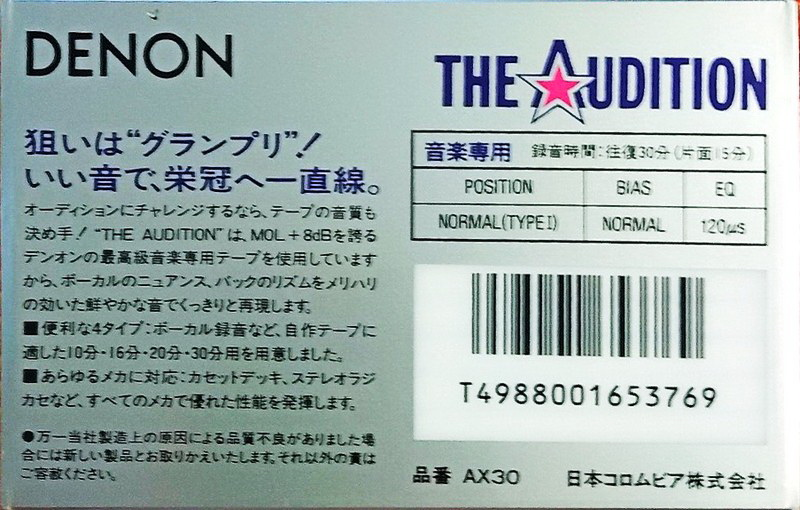 DENON
狙いは“グランプリ”!
いい音で、栄冠へ一直線。
オーディションにチャレンジするなら、テープの音質も
決め手!“THE AUDITION”は、MOL+8dBを誇る
デンオンの最高級音楽専用テープを使用しています
から、ボーカルのニュアンス、バックのリズムをメリハリ
の効いた鮮やかな音でくっきりと再現します。
■便利な4タイプ:ボーカル録音など、自作テープに
適した10分・16分・20分・30分用を用意しました。
■あらゆるメカに対応:カセットデッキ、ステレオラジ
カセなど、すべてのメカで優れた性能を発揮します。
●万一当社製造上の原因による品質不良がありました場
合には新しい製品とお取りかえいたします。それ以外の責は
ご容赦ください。
THE AUDITION
音楽専用 録音時間:往復30分(片面15分)
POSITION BIAS EQ
NORMAL(TYPE I) NORMAL 120μs
T4988001653769
品番 AX30 日本コロムビア株式会社